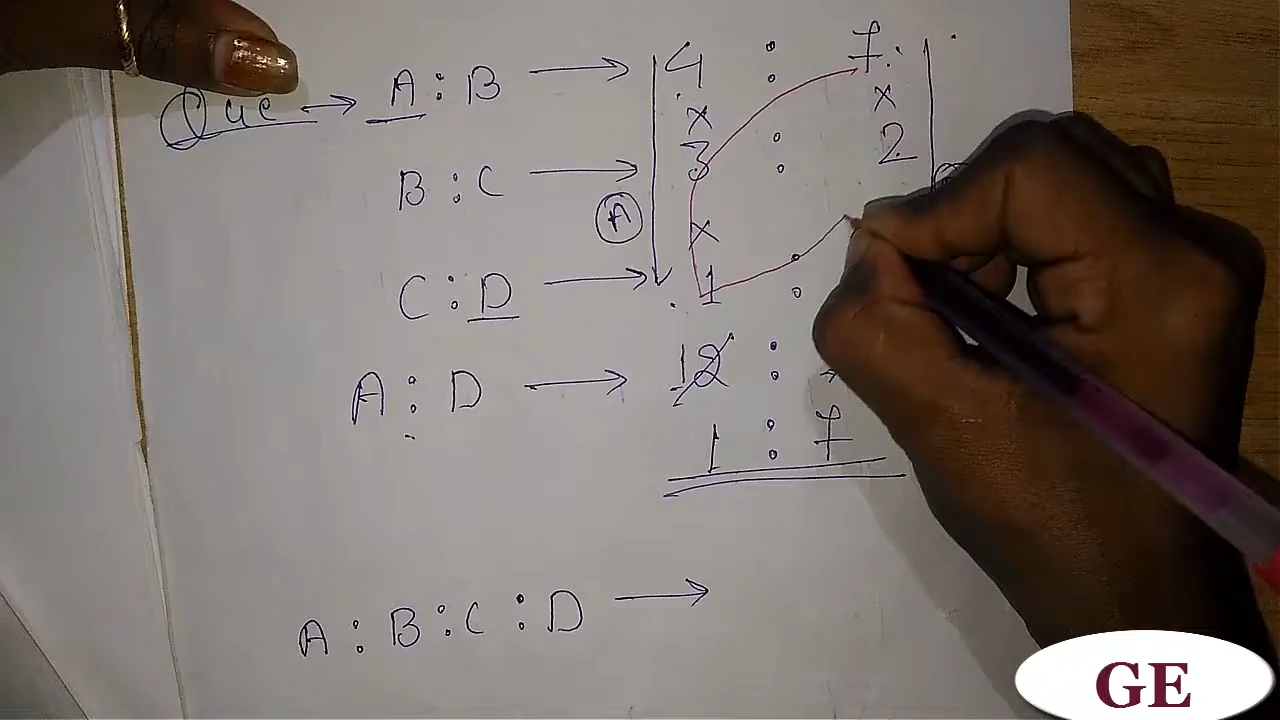 Que → A : B → 4 : 7
x x
B : C → 3 : 2
A
x
C : D → 1 :
A : D → 12 :
1 : 7
A : B : C : D →
GE